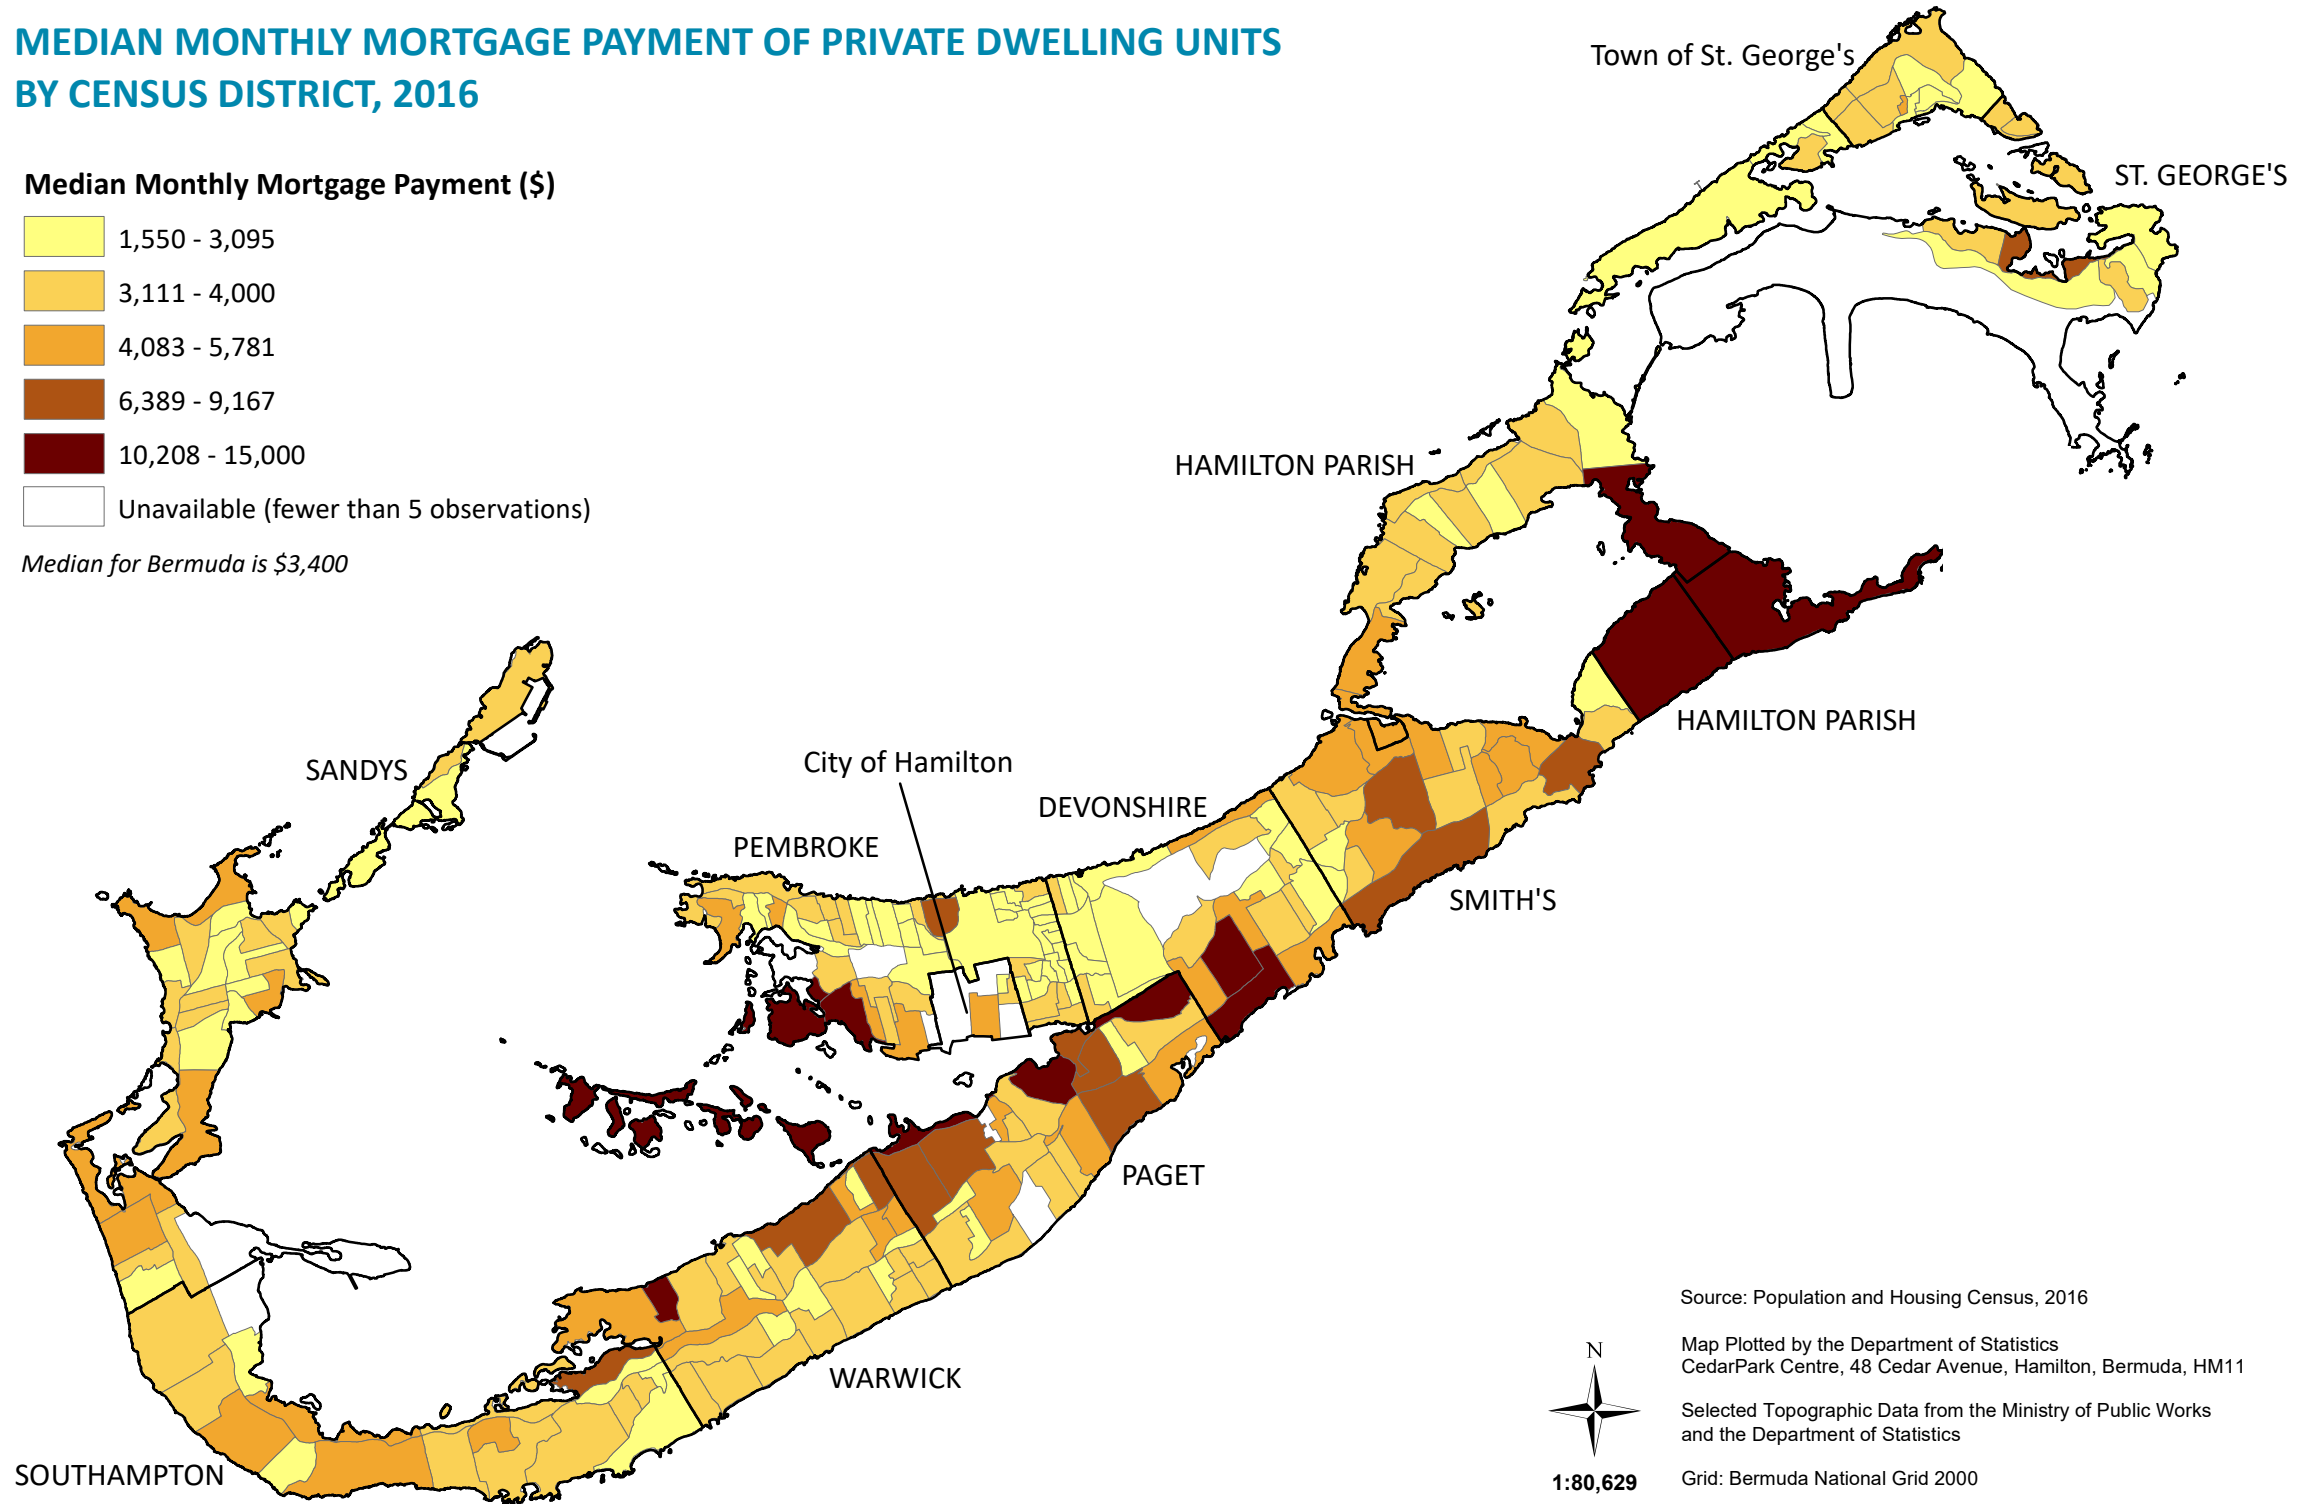 MEDIAN MONTHLY MORTGAGE PAYMENT OF PRIVATE DWELLING UNITS
BY CENSUS DISTRICT, 2016
Median Monthly Mortgage Payment ($)
1,550 - 3,095
3,111 - 4,000
4,083 - 5,781
6,389 - 9,167
10,208 - 15,000
Unavailable (fewer than 5 observations)
Median for Bermuda is $3,400
Town of St. George's
ST. GEORGE'S
HAMILTON PARISH
HAMILTON PARISH
SANDYS
City of Hamilton
DEVONSHIRE
PEMBROKE
SMITH'S
PAGET
WARWICK
SOUTHAMPTON
Source: Population and Housing Census, 2016
N
Map Plotted by the Department of Statistics
CedarPark Centre, 48 Cedar Avenue, Hamilton, Bermuda, HM11
Selected Topographic Data from the Ministry of Public Works
and the Department of Statistics
1:80,629
Grid: Bermuda National Grid 2000